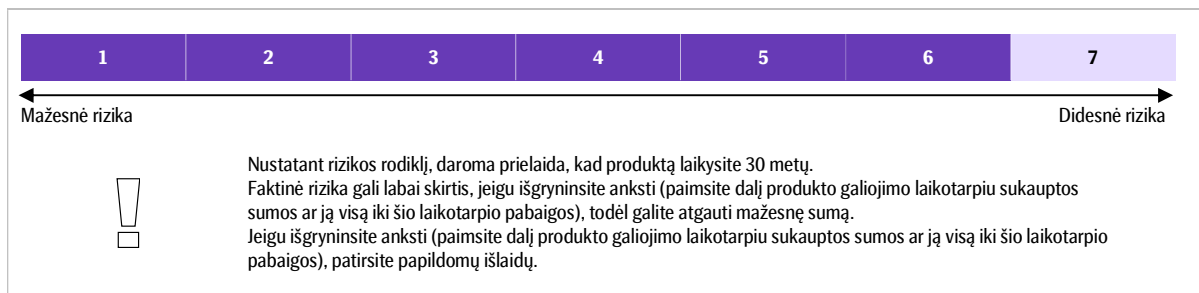 1 2 3 4 5 6 7
Mažesnė rizika Didesnė rizika
Nustatant rizikos rodiklį, daroma prielaida, kad produktą laikysite 30 metų.
Faktinė rizika gali labai skirtis, jeigu išgryninsite anksti (paimsite dalį produkto galiojimo laikotarpiu sukauptos
sumos ar ją visą iki šio laikotarpio pabaigos), todėl galite atgauti mažesnę sumą.
Jeigu išgryninsite anksti (paimsite dalį produkto galiojimo laikotarpiu sukauptos sumos ar ją visą iki šio laikotarpio
pabaigos), patirsite papildomų išlaidų.